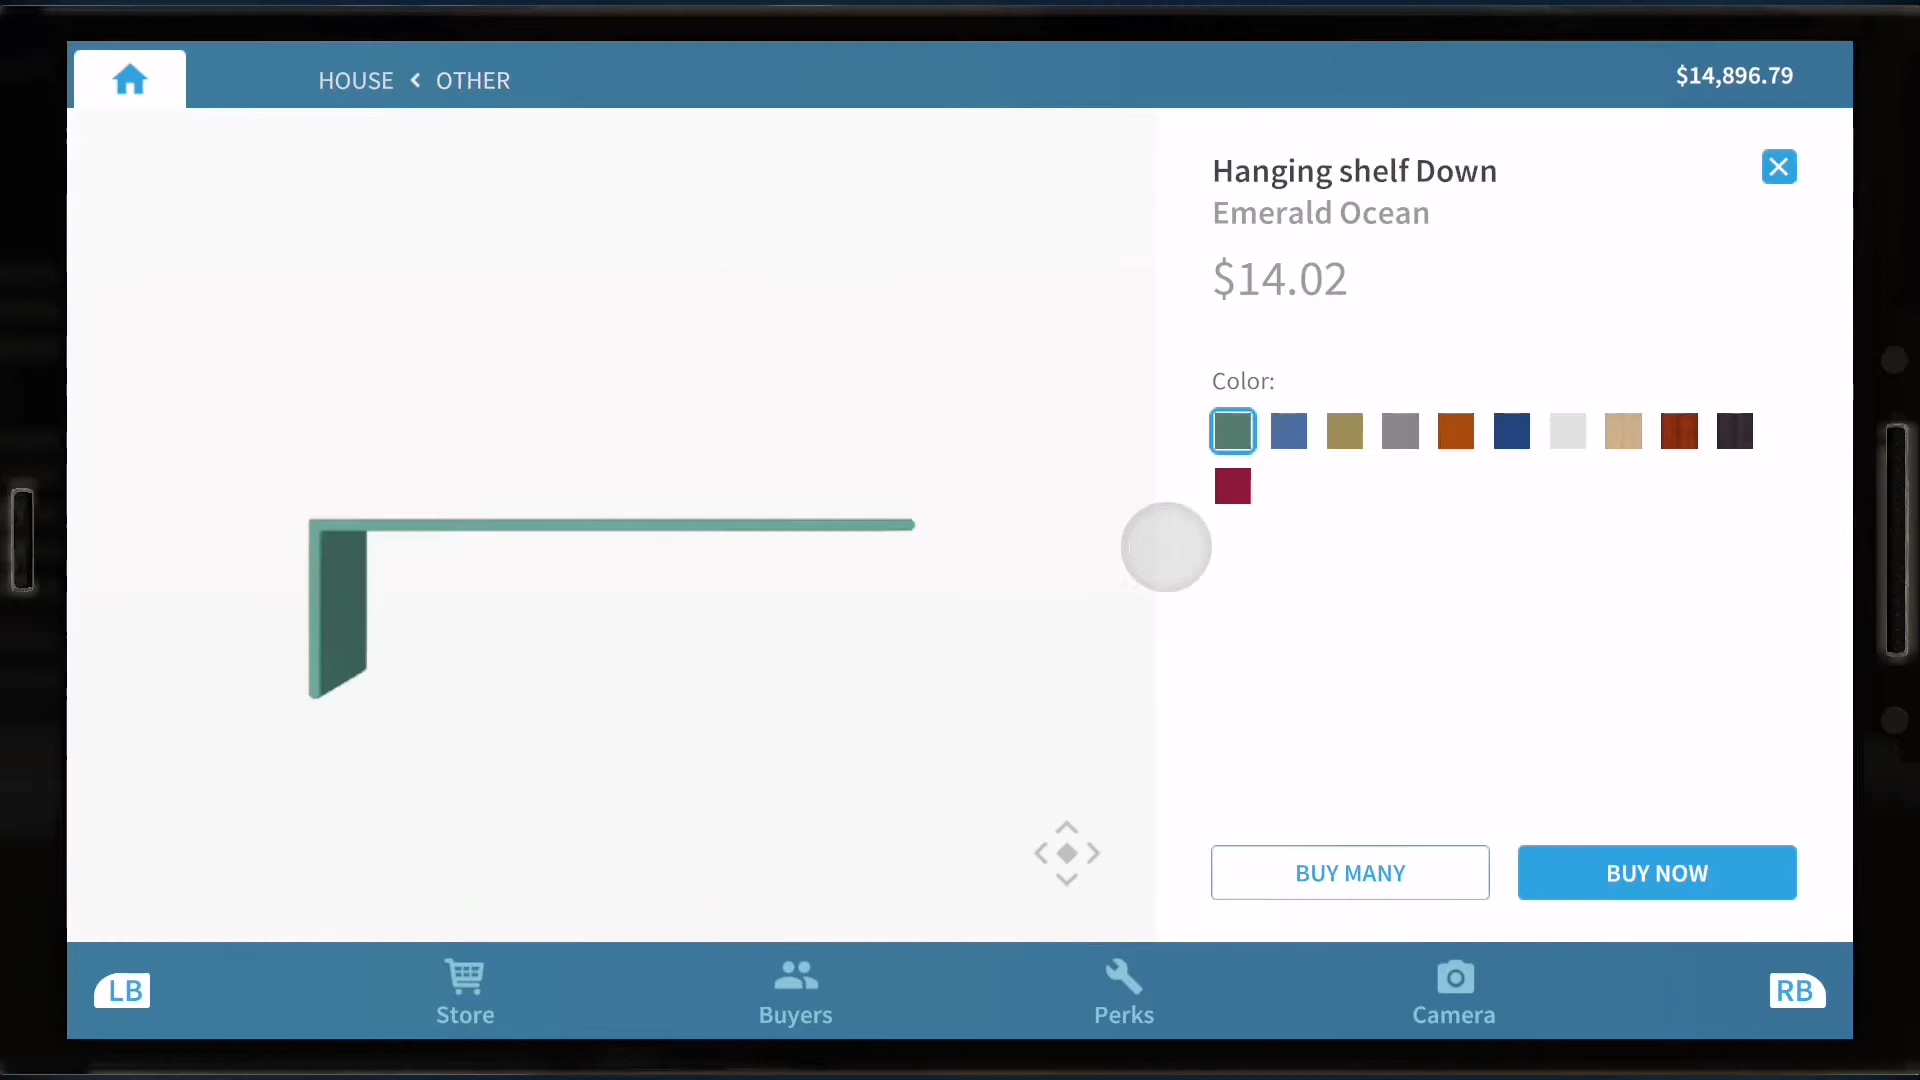 HOUSE < OTHER
$14,896.79
Hanging shelf Down
Emerald Ocean
$14.02
Color:
BUY MANY
BUY NOW
LB
Store
Buyers
Perks
Camera
RB